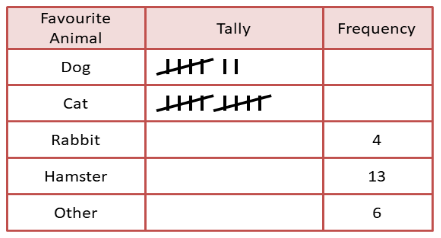 Favourite
Animal
Tally
Frequency
Dog
Cat
Rabbit
4
Hamster
13
Other
6